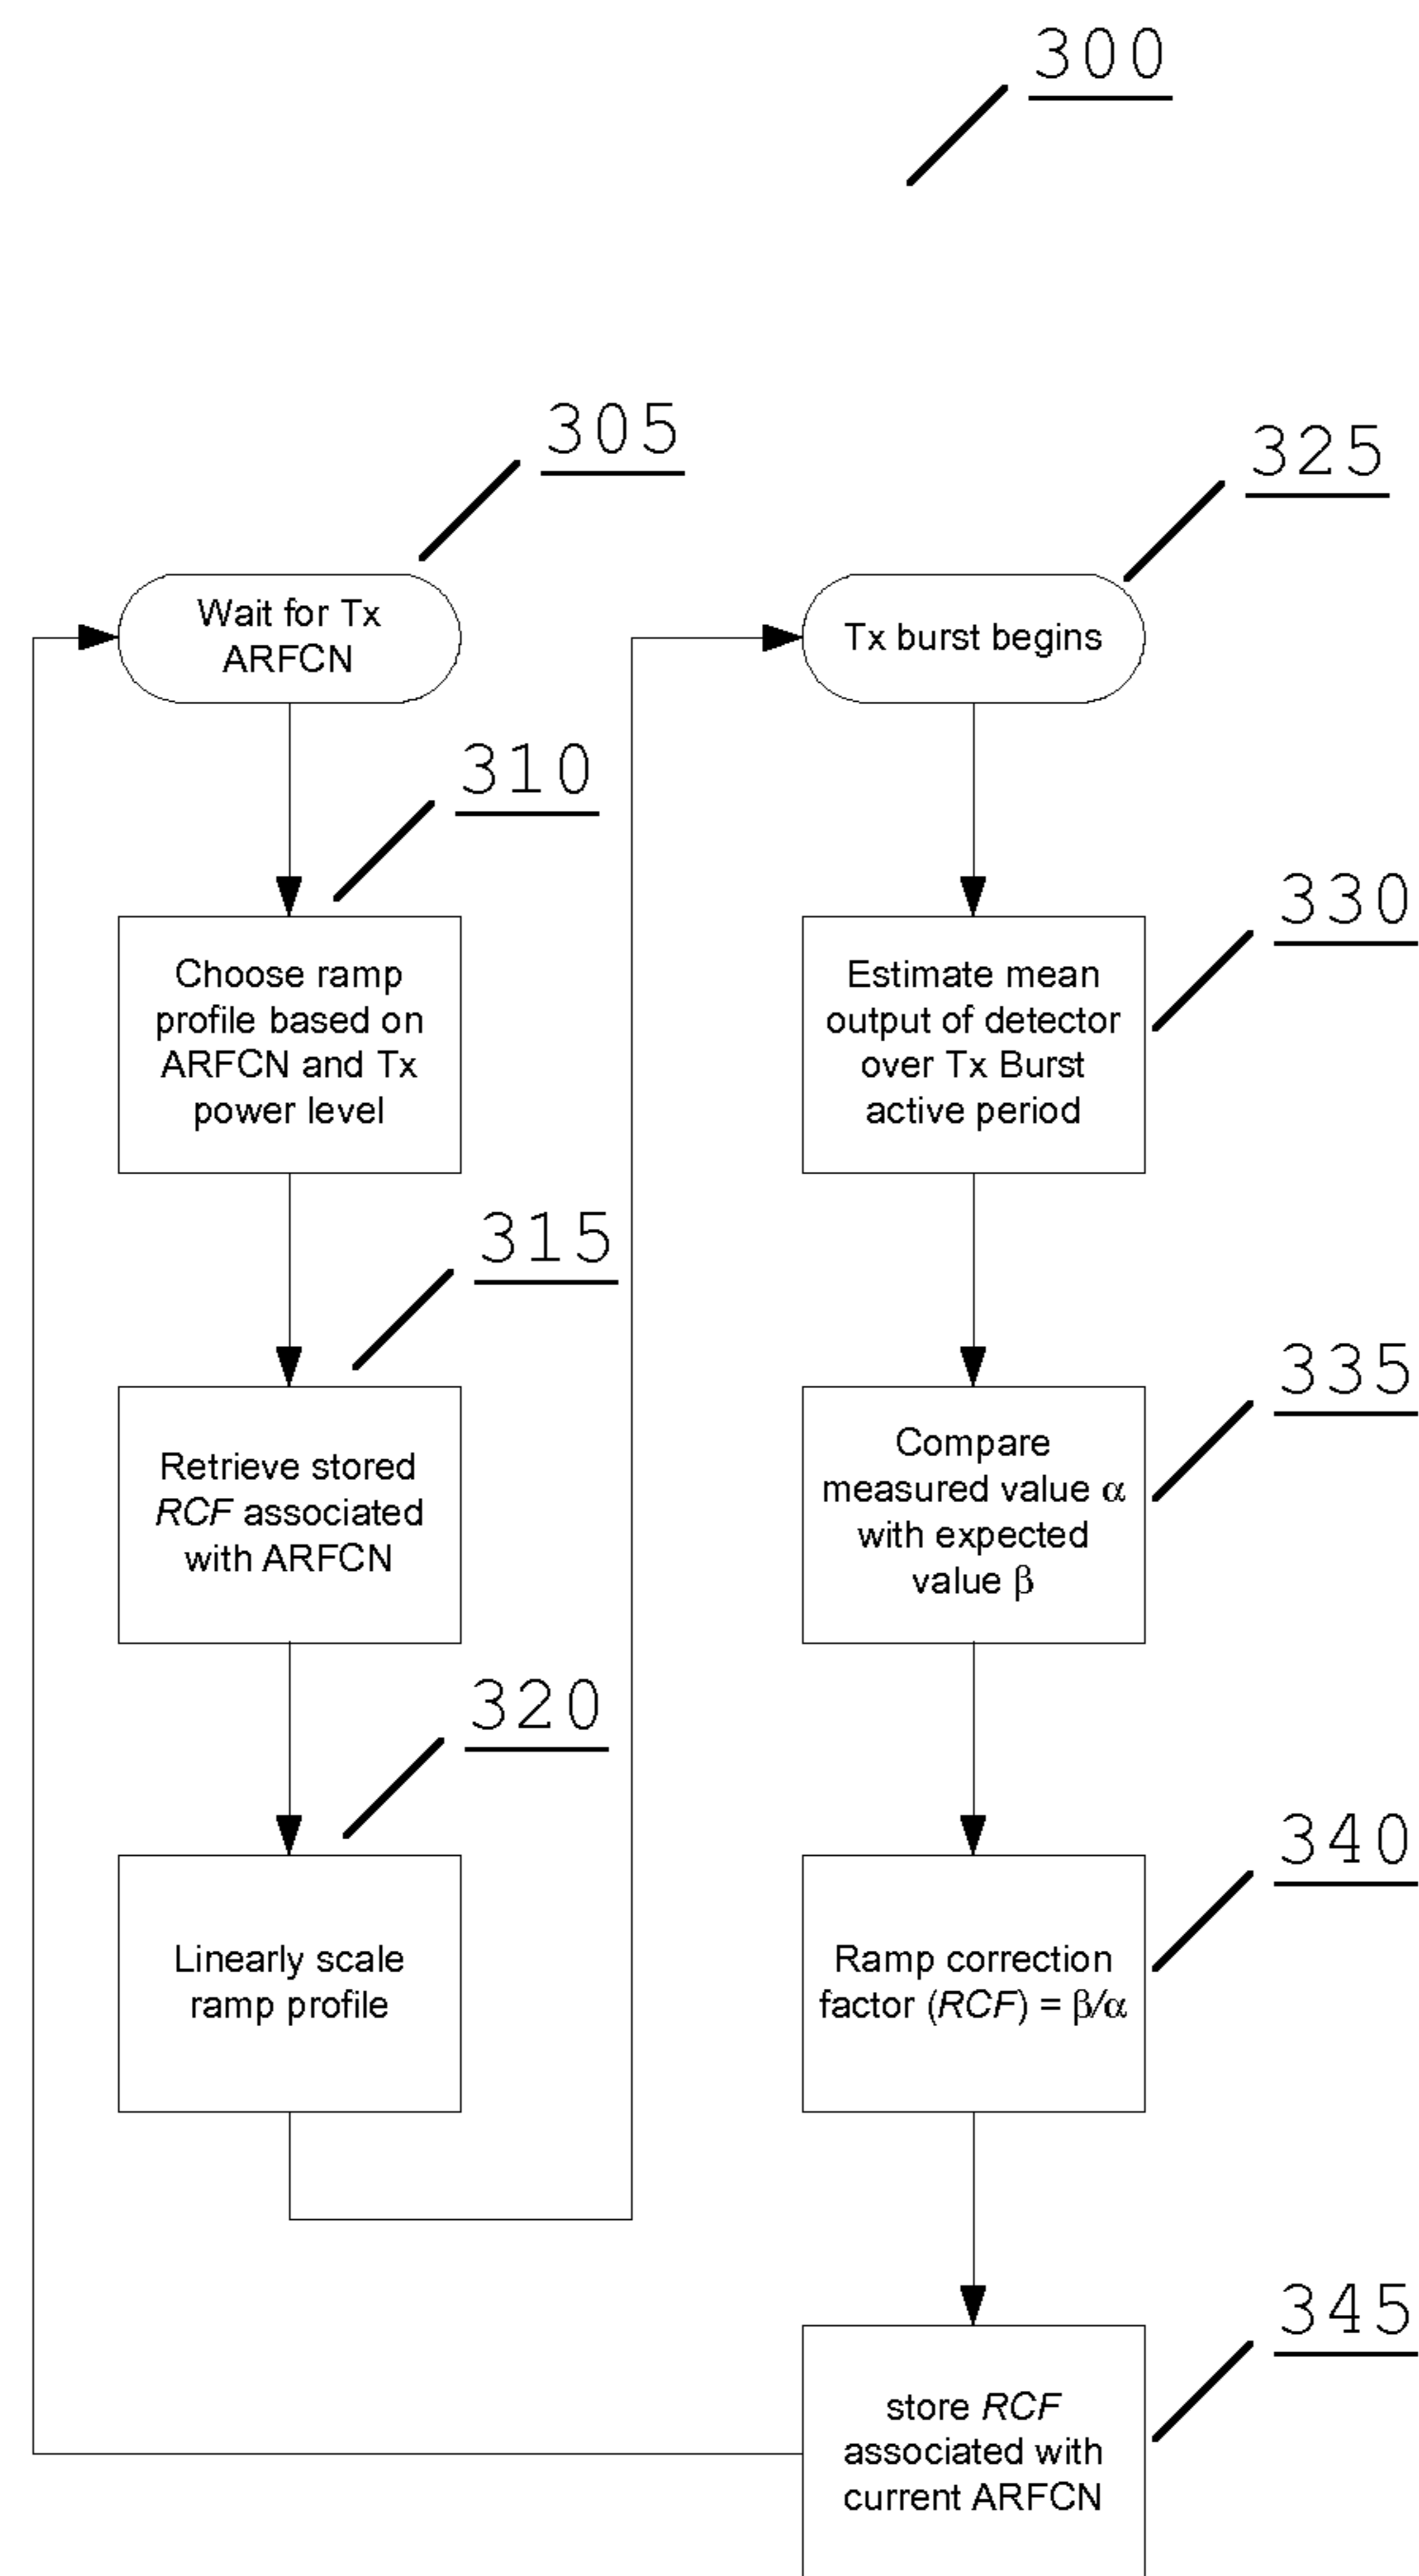 300
305
Wait for Tx
ARFCN
310
Choose ramp
profile based on
ARFCN and Tx
power level
315
Retrieve stored
RCF associated
with ARFCN
320
Linearly scale
ramp profile
325
Tx burst begins
330
Estimate mean
output of detector
over Tx Burst
active period
335
Compare
measured value α
with expected
value β
340
Ramp correction
factor (RCF) = β/α
345
store RCF
associated with
current ARFCN